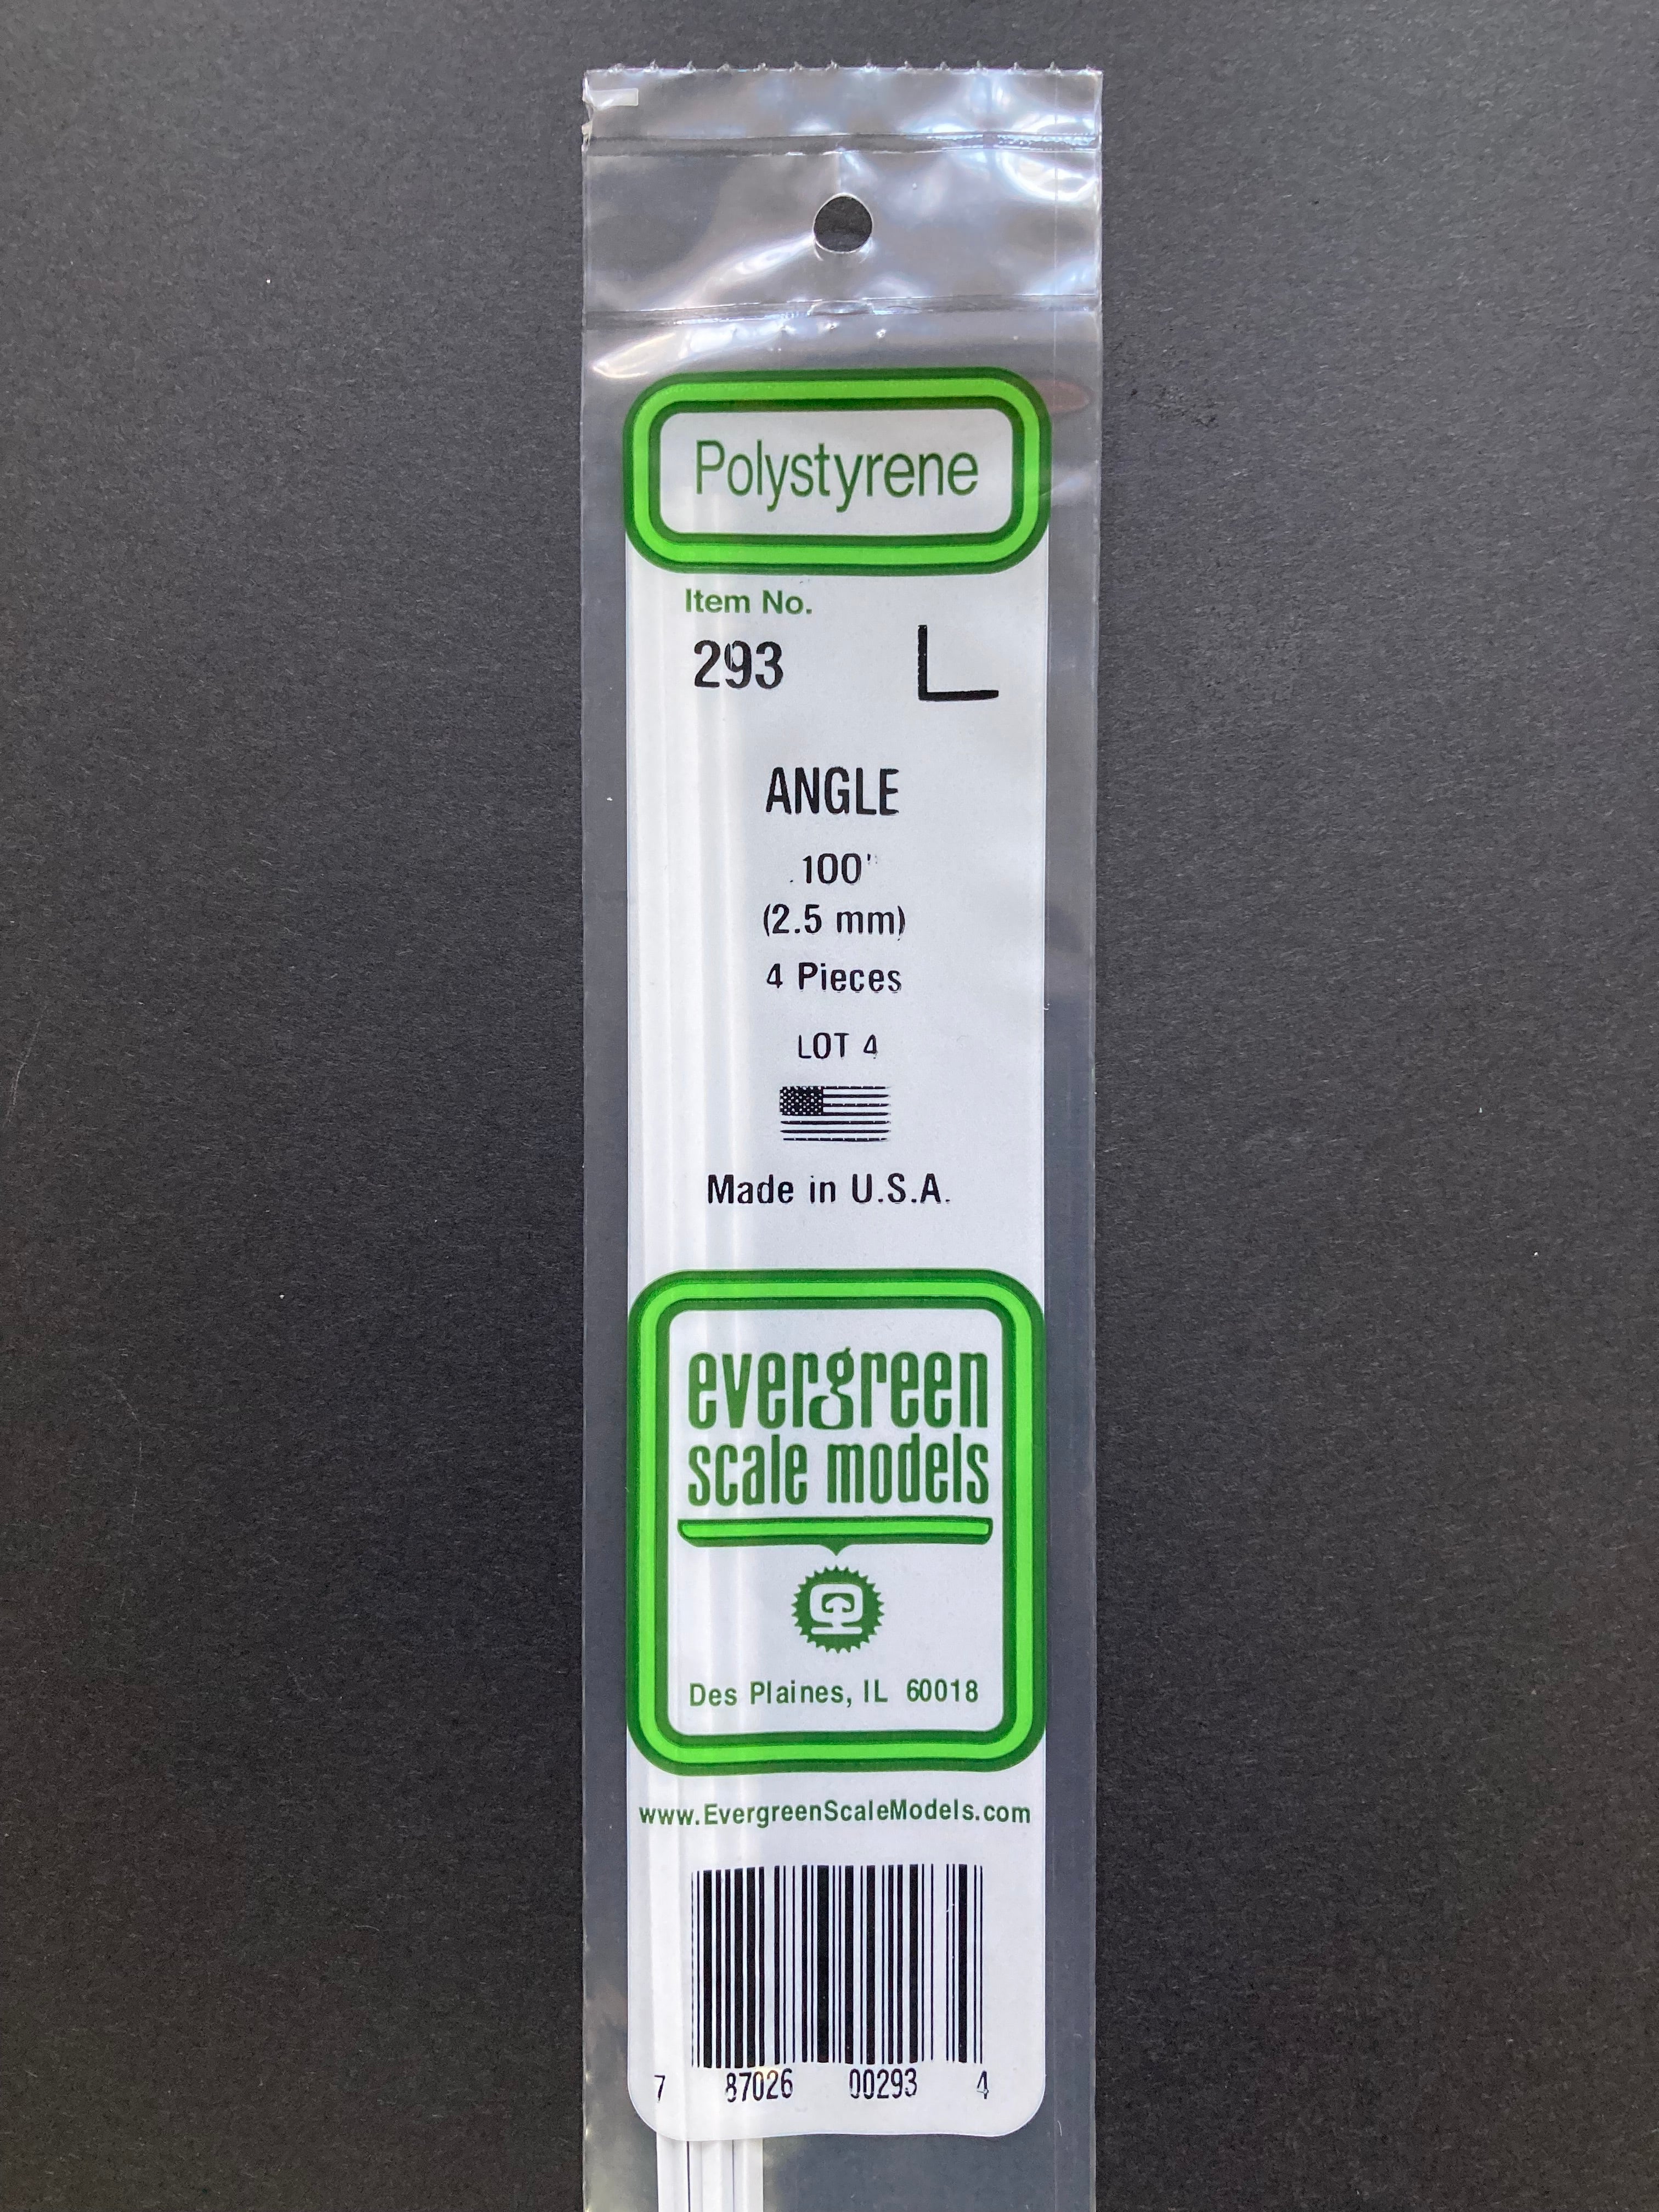 Polystyrene
Item No.
293
ANGLE
.100"
(2.5 mm)
4 Pieces
LOT 4
Made in U.S.A.
evergreen
scale models
Des Plaines, IL 60018
www.EvergreenScaleModels.com
7 87026 00293 4